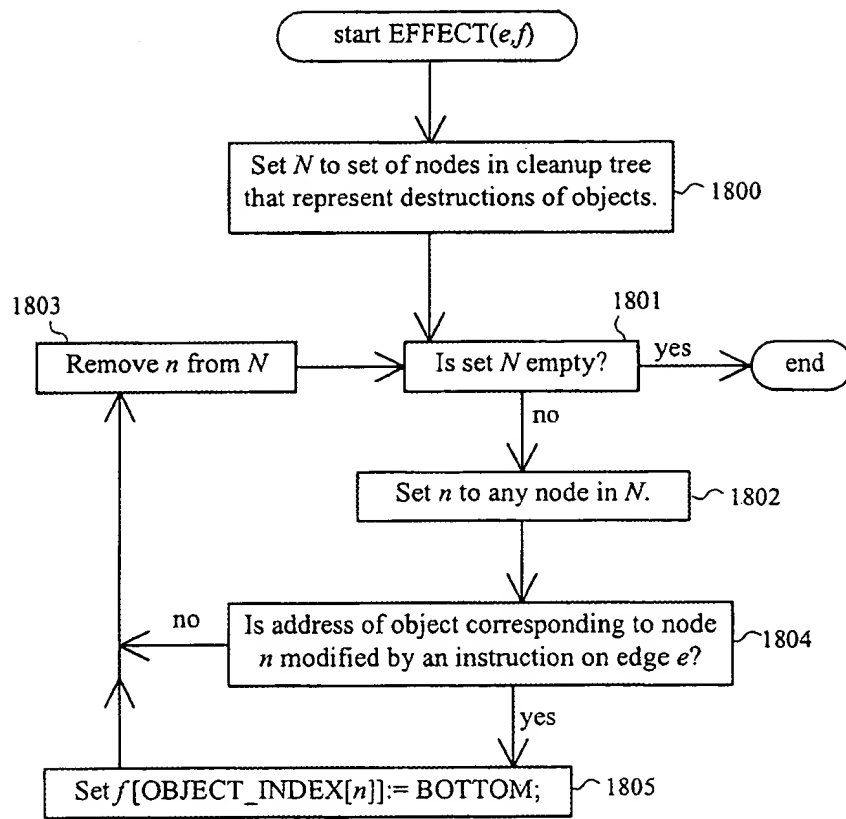 start EFFECT(e,f)
Set N to set of nodes in cleanup tree
that represent destructions of objects.
1800
1803
1801
Remove n from N
Is set N empty?
yes
end
no
Set n to any node in N.
1802
no
Is address of object corresponding to node
n modified by an instruction on edge e?
1804
yes
Set f[OBJECT_INDEX[n]]:= BOTTOM;
1805